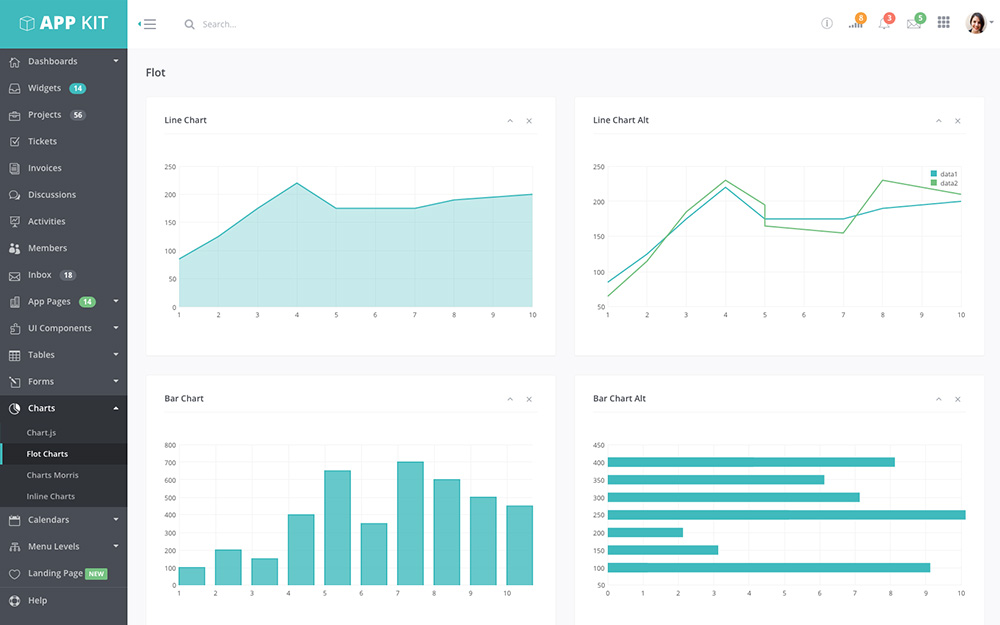 APP KIT
Search...
8
3
5
Dashboards
Widgets 14
Projects 56
Tickets
Invoices
Discussions
Activities
Members
Inbox 18
App Pages 14
UI Components
Tables
Forms
Charts
Chart.js
Flot Charts
Charts Morris
Inline Charts
Calendars
Menu Levels
Landing Page NEW
Help
Flot
Line Chart
250
200
150
100
50
0
1 2 3 4 5 6 7 8 9 10
Line Chart Alt
data1
data2
250
200
150
100
50
1 2 3 4 5 6 7 8 9 10
Bar Chart
800
700
600
500
400
300
200
100
0
1 2 3 4 5 6 7 8 9 10
Bar Chart Alt
450
400
350
300
250
200
150
100
50
0 1 2 3 4 5 6 7 8 9 10